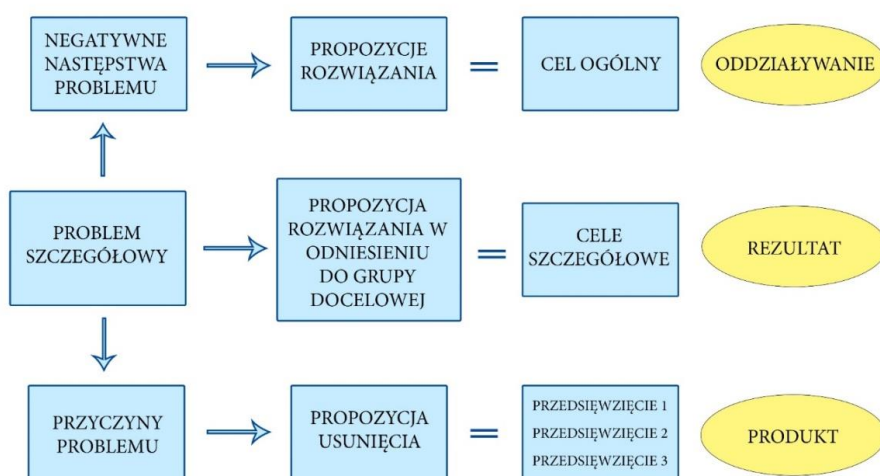 NEGATYWNE
NASTĘPSTWA
PROBLEMU
PROPOZYCJE
ROZWIĄZANIA
=
CEL OGÓLNY
ODDZIAŁYWANIE
PROBLEM
SZCZEGÓŁOWY
PROPOZYCJA
ROZWIĄZANIA W
ODNIESIENIU
DO GRUPY
DOCELOWEJ
=
CELE
SZCZEGÓŁOWE
REZULTAT
PRZYCZYNY
PROBLEMU
PROPOZYCJA
USUNIĘCIA
=
PRZEDSIĘWZIĘCIE 1
PRZEDSIĘWZIĘCIE 2
PRZEDSIĘWZIĘCIE 3
PRODUKT